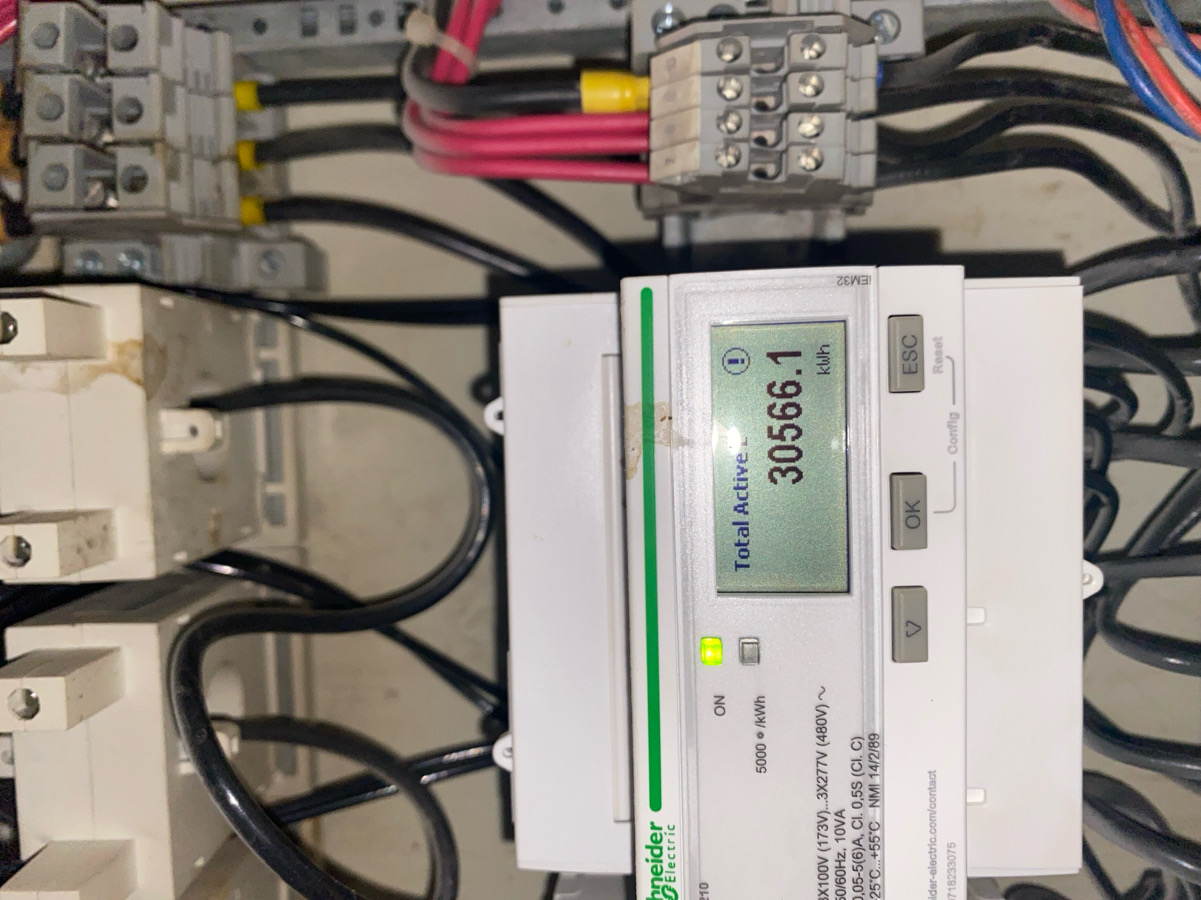 hneider
Electric
210
ON
5000 /kWh
3X100V (173V)...3X277V (480V) ~
50/60Hz, 10VA
0,05-5(6)A, Cl. 0,5S (Cl. C)
-25°C...+55°C NMI 14/2/89
Total Active E
30566.1
kWh
iEM32
OK
ESC
Reset
Config
ider-electric.com/contact
0718233075